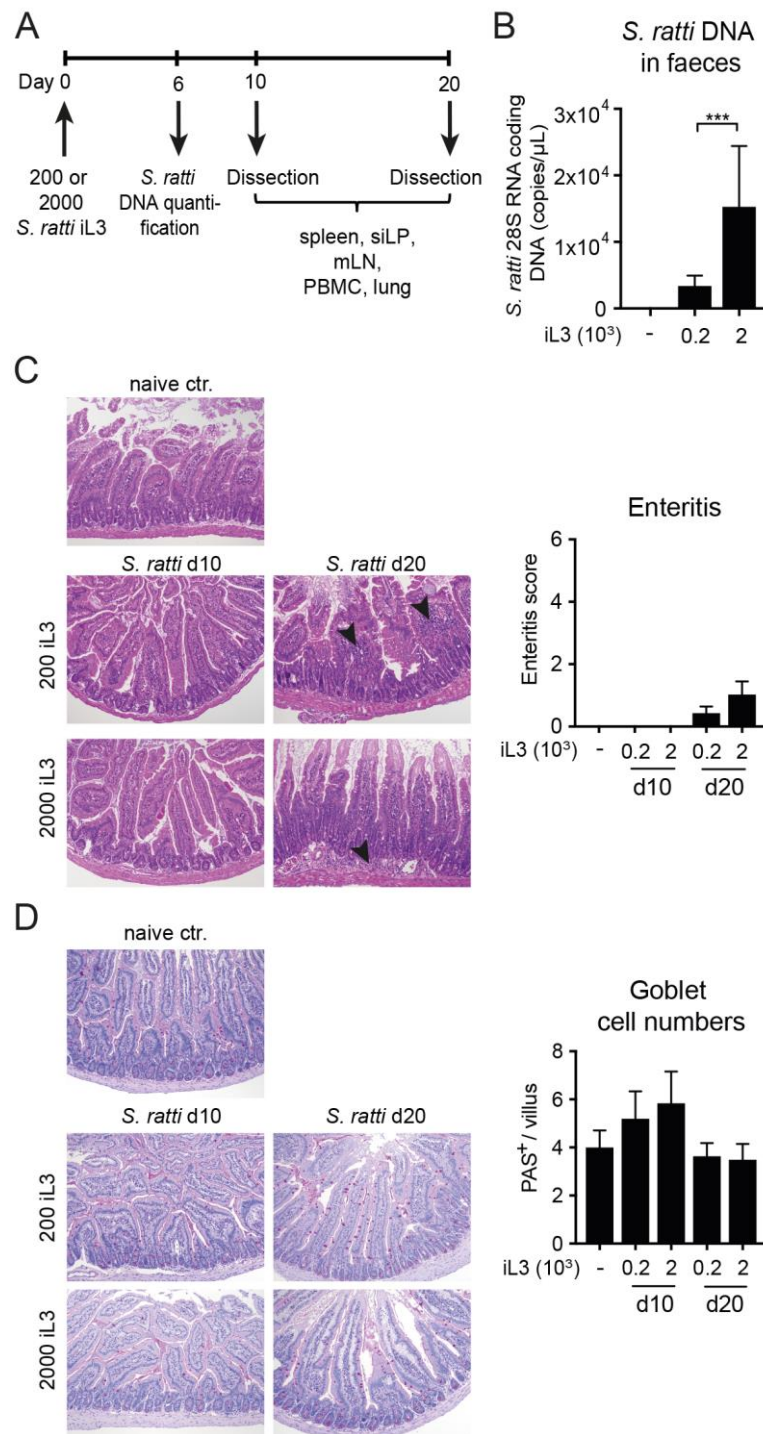 A
Day 0 6 10 20
200 or
2000
S. ratti iL3
S. ratti
DNA quanti-
fication
Dissection
Dissection
spleen, siLP,
mLN,
PBMC, lung
B
S. ratti DNA
in faeces
S. ratti 28S RNA coding
DNA (copies/µL)
3x10⁴
2x10⁴
1x10⁴
0
***
iL3 (10³) - 0.2 2
C
naive ctr.
S. ratti d10
S. ratti d20
200 iL3
2000 iL3
Enteritis
Enteritis score
6
4
2
0
iL3 (10³) - 0.2 2 0.2 2
d10 d20
D
naive ctr.
S. ratti d10
S. ratti d20
200 iL3
2000 iL3
Goblet
cell numbers
PAS⁺/ villus
8
6
4
2
0
iL3 (10³) - 0.2 2 0.2 2
d10 d20